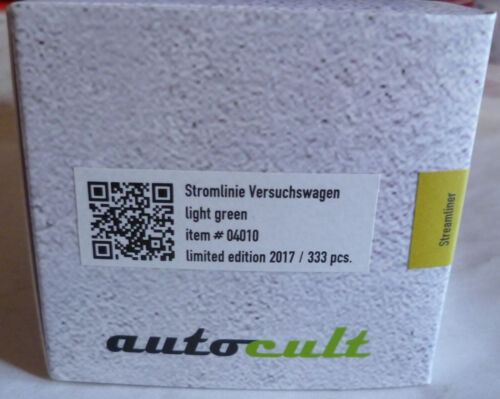 Stromlinie Versuchswagen
light green
item # 04010
limited edition 2017 / 333 pcs.
Streamliner
autocult